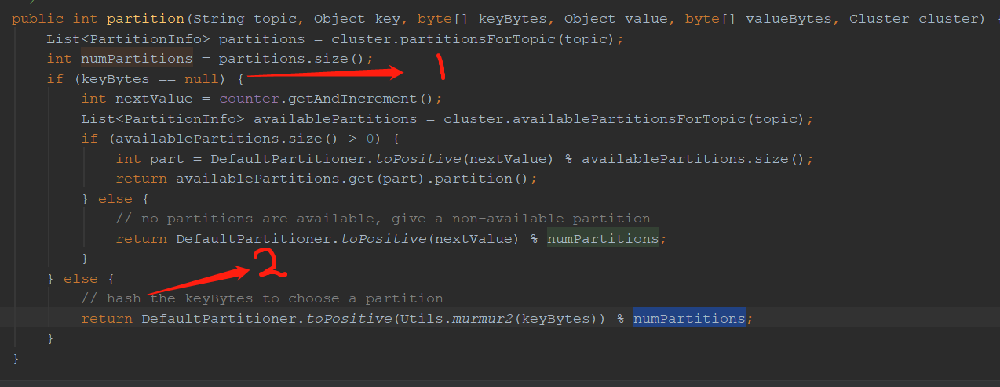 public int partition(String topic, Object key, byte[] keyBytes, Object value, byte[] valueBytes, Cluster cluster) {
List<PartitionInfo> partitions = cluster.partitionsForTopic(topic);
int numPartitions = partitions.size();
if (keyBytes == null) { 1
int nextValue = counter.getAndIncrement();
List<PartitionInfo> availablePartitions = cluster.availablePartitionsForTopic(topic);
if (availablePartitions.size() > 0) {
int part = DefaultPartitioner.toPositive(nextValue) % availablePartitions.size();
return availablePartitions.get(part).partition();
} else {
// no partitions are available, give a non-available partition
return DefaultPartitioner.toPositive(nextValue) % numPartitions;
}
2
} else {
// hash the keyBytes to choose a partition
return DefaultPartitioner.toPositive(Utils.murmur2(keyBytes)) % numPartitions;
}
}